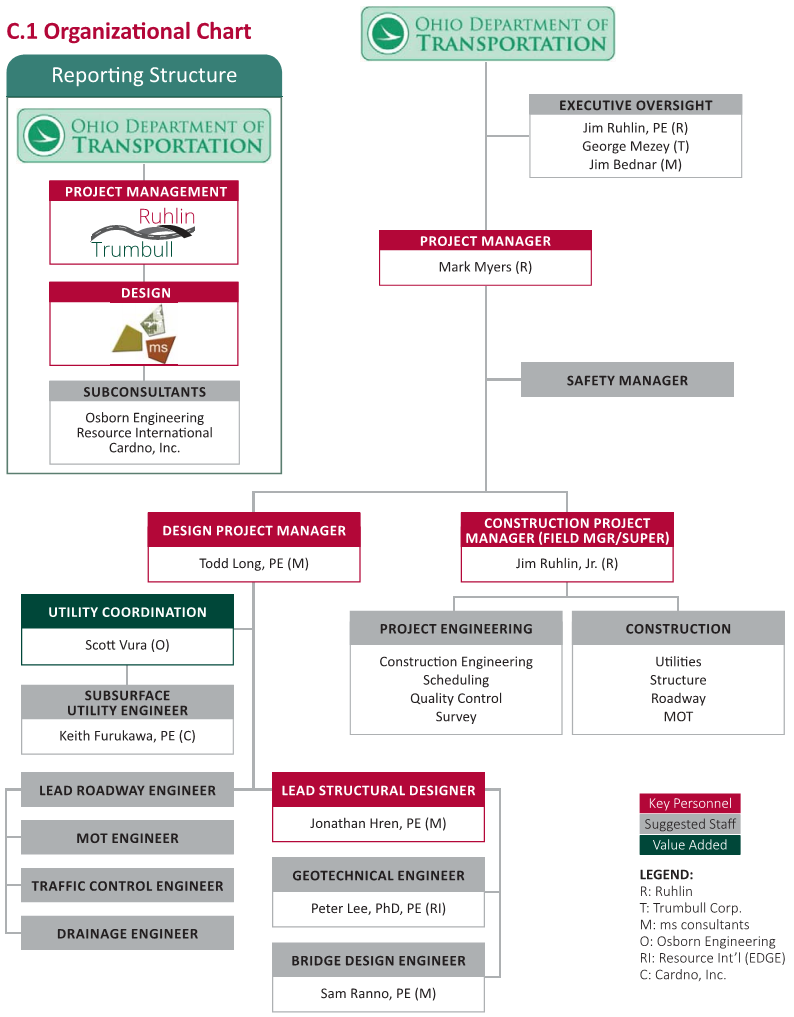 C.1 Organizational Chart
Reporting Structure
OHIO DEPARTMENT OF
TRANSPORTATION
PROJECT MANAGEMENT
Ruhlin
Trumbull
DESIGN
ms
SUBCONSULTANTS
Osborn Engineering
Resource International
Cardno, Inc.
OHIO DEPARTMENT OF
TRANSPORTATION
EXECUTIVE OVERSIGHT
Jim Ruhlin, PE (R)
George Mezey (T)
Jim Bednar (M)
PROJECT MANAGER
Mark Myers (R)
SAFETY MANAGER
DESIGN PROJECT MANAGER
Todd Long, PE (M)
CONSTRUCTION PROJECT
MANAGER (FIELD MGR/SUPER)
Jim Ruhlin, Jr. (R)
UTILITY COORDINATION
Scott Vura (O)
SUBSURFACE
UTILITY ENGINEER
Keith Furukawa, PE (C)
PROJECT ENGINEERING
Construction Engineering
Scheduling
Quality Control
Survey
CONSTRUCTION
Utilities
Structure
Roadway
MOT
LEAD ROADWAY ENGINEER
MOT ENGINEER
TRAFFIC CONTROL ENGINEER
DRAINAGE ENGINEER
LEAD STRUCTURAL DESIGNER
Jonathan Hren, PE (M)
GEOTECHNICAL ENGINEER
Peter Lee, PhD, PE (RI)
BRIDGE DESIGN ENGINEER
Sam Ranno, PE (M)
Key Personnel
Suggested Staff
Value Added
LEGEND:
R: Ruhlin
T: Trumbull Corp.
M: ms consultants
O: Osborn Engineering
RI: Resource Int'l (EDGE)
C: Cardno, Inc.